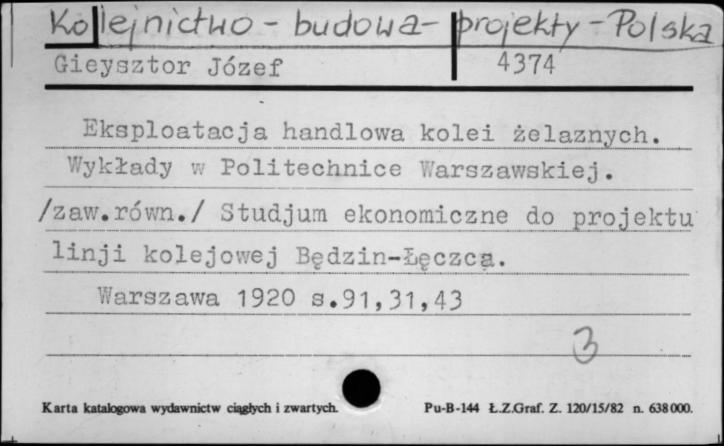 Kolejnictwo - budowa - projekty - Polska
Gieysztor Józef 4374
Eksploatacja handlowa kolei żelaznych.
Wykłady w Politechnice Warszawskiej.
/zaw.równ./ Studjum ekonomiczne do projektu
linji kolejowej Będzin-Łęczca.
Warszawa 1920 s.91,31,43
3
Karta katalogowa wydawnictw ciągłych i zwartych. Pu-B-144 Ł.Z.Graf. Z. 120/15/82 n. 638000.